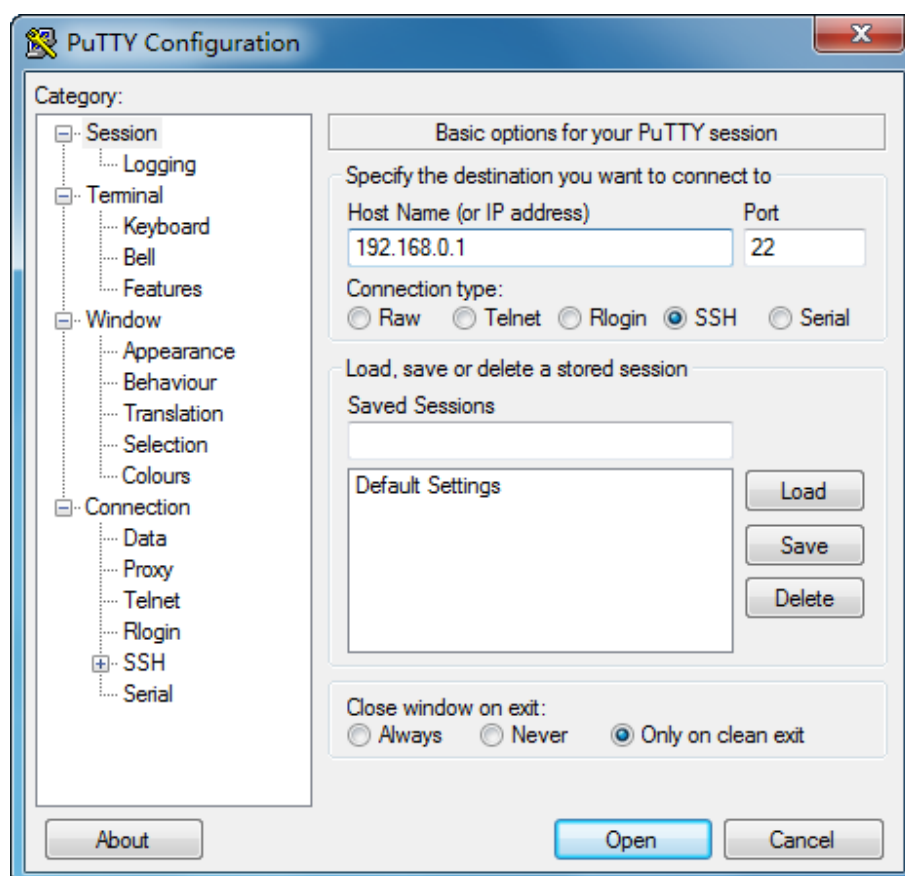 PuTTY Configuration
Category:
Session
Logging
Terminal
Keyboard
Bell
Features
Window
Appearance
Behaviour
Translation
Selection
Colours
Connection
Data
Proxy
Telnet
Rlogin
SSH
Serial
Basic options for your PuTTY session
Specify the destination you want to connect to
Host Name (or IP address) Port
192.168.0.1 22
Connection type:
Raw Telnet Rlogin SSH Serial
Load, save or delete a stored session
Saved Sessions
Default Settings
Load
Save
Delete
Close window on exit:
Always Never Only on clean exit
About Open Cancel